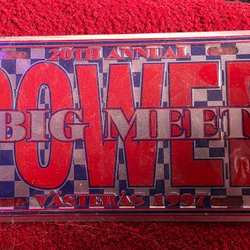 20TH ANNUAL
POWER
BIG MEET
VÄSTERÅS 1997